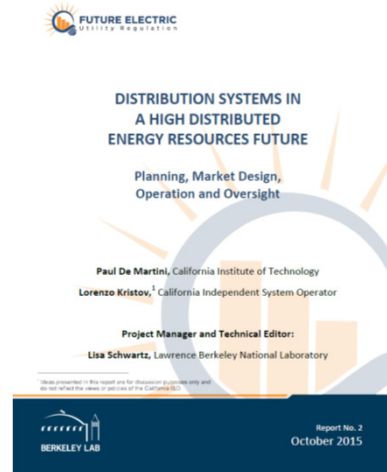 FUTURE ELECTRIC
Utility Regulation
DISTRIBUTION SYSTEMS IN
A HIGH DISTRIBUTED
ENERGY RESOURCES FUTURE
Planning, Market Design,
Operation and Oversight
Paul De Martini, California Institute of Technology
Lorenzo Kristov,¹ California Independent System Operator
Project Manager and Technical Editor:
Lisa Schwartz, Lawrence Berkeley National Laboratory
¹ Ideas presented in this report are for discussion purposes only and
do not reflect the views or policies of the California ISO.
BERKELEY LAB
Report No. 2
October 2015